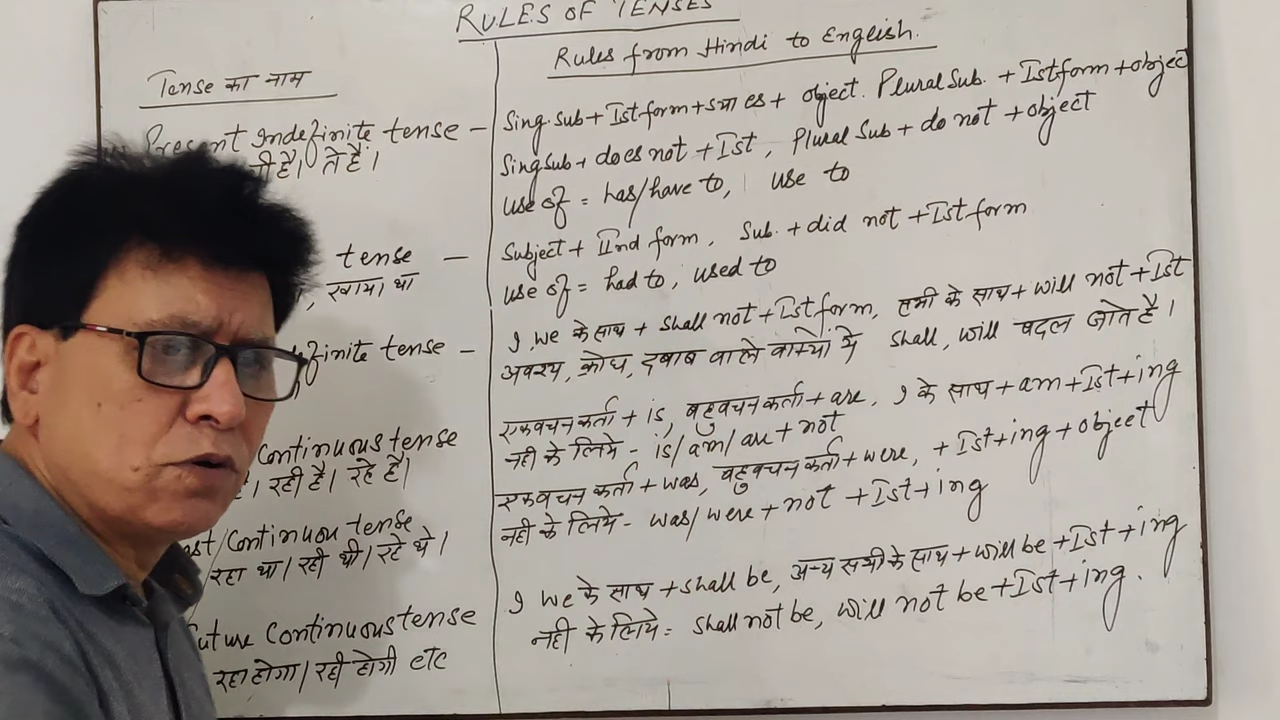 RULES OF TENSES
Tense का नाम
Rules from Hindi to English.
Present Indefinite tense –
ती है। ते हैं।
Sing. sub + Ist form + s या es + object. Plural Sub. + Ist form + object
Sing sub + does not + Ist, Plural Sub + do not + object
use of = has/have to, use to
tense –
, खाया था
Subject + IInd form, Sub. + did not + Ist form
use of = had to, used to
finite tense –
I, we के साथ + shall not + Ist form, सभी के साथ + will not + Ist
अवश्य, क्रोध, दबाव वाले वाक्यों में shall, will बदल जाते है।
Continuous tense
है। रही है। रहे है।
एकवचन कर्ता + is, बहुवचन कर्ता + are, I के साथ + am + Ist + ing
नही के लिये - is/am/are + not
ast/Continuou tense
रहा था। रही थी। रहे थे।
एकवचन कर्ता + was, बहुवचन कर्ता + were, + Ist + ing + object
नही के लिये - was/were + not + Ist + ing
uture Continuous tense
रहा होगा। रही होगी etc
I we के साथ + shall be, अन्य सभी के साथ + will be + Ist + ing
नही के लिये = shall not be, will not be + Ist + ing.